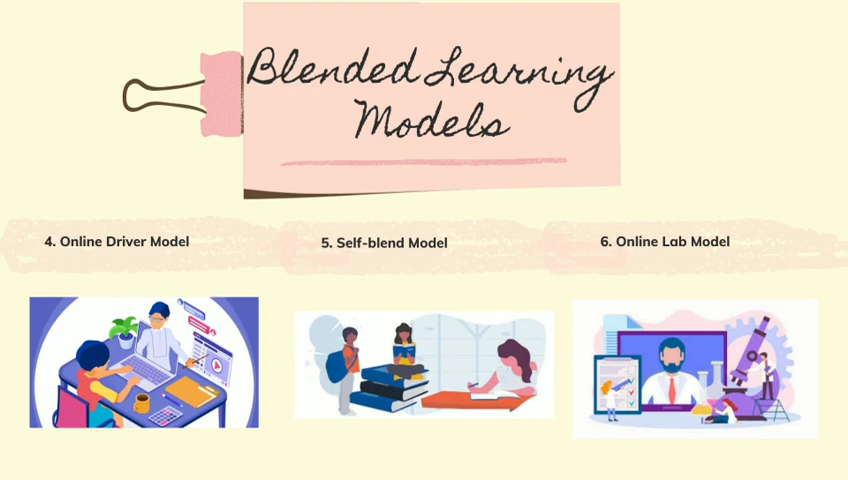 Blended Learning
Models
4. Online Driver Model
5. Self-blend Model
6. Online Lab Model